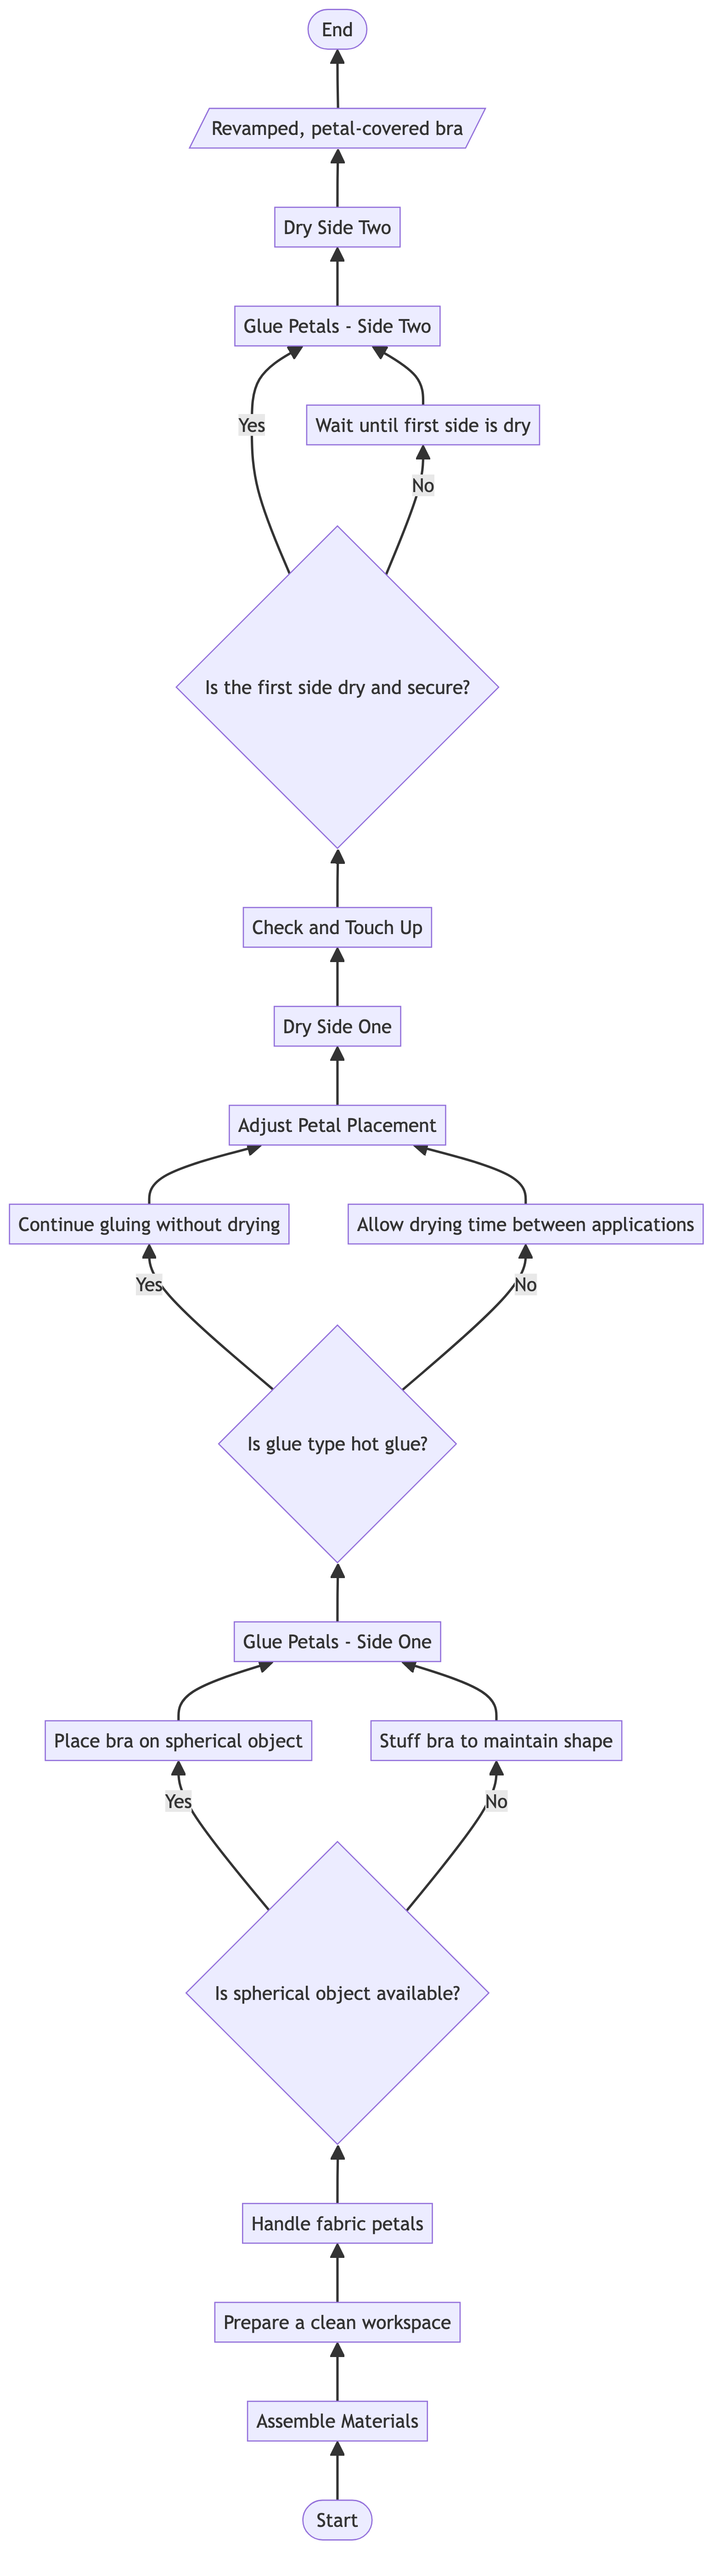 End
Revamped, petal-covered bra
Dry Side Two
Glue Petals - Side Two
Yes
Wait until first side is dry
No
Is the first side dry and secure?
Check and Touch Up
Dry Side One
Adjust Petal Placement
Continue gluing without drying
Allow drying time between applications
Yes
No
Is glue type hot glue?
Glue Petals - Side One
Place bra on spherical object
Stuff bra to maintain shape
Yes
No
Is spherical object available?
Handle fabric petals
Prepare a clean workspace
Assemble Materials
Start